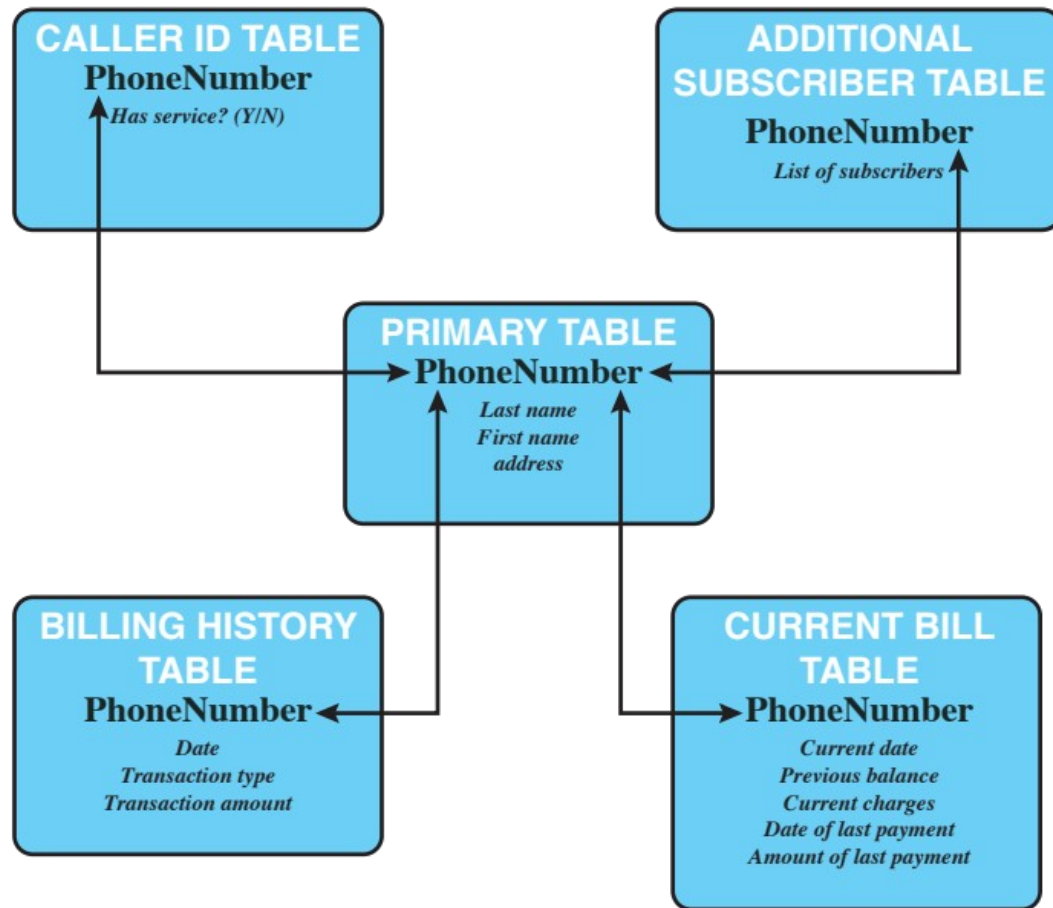 CALLER ID TABLE
PhoneNumber
Has service? (Y/N)
ADDITIONAL
SUBSCRIBER TABLE
PhoneNumber
List of subscribers
PRIMARY TABLE
PhoneNumber
Last name
First name
address
BILLING HISTORY
TABLE
PhoneNumber
Date
Transaction type
Transaction amount
CURRENT BILL
TABLE
PhoneNumber
Current date
Previous balance
Current charges
Date of last payment
Amount of last payment